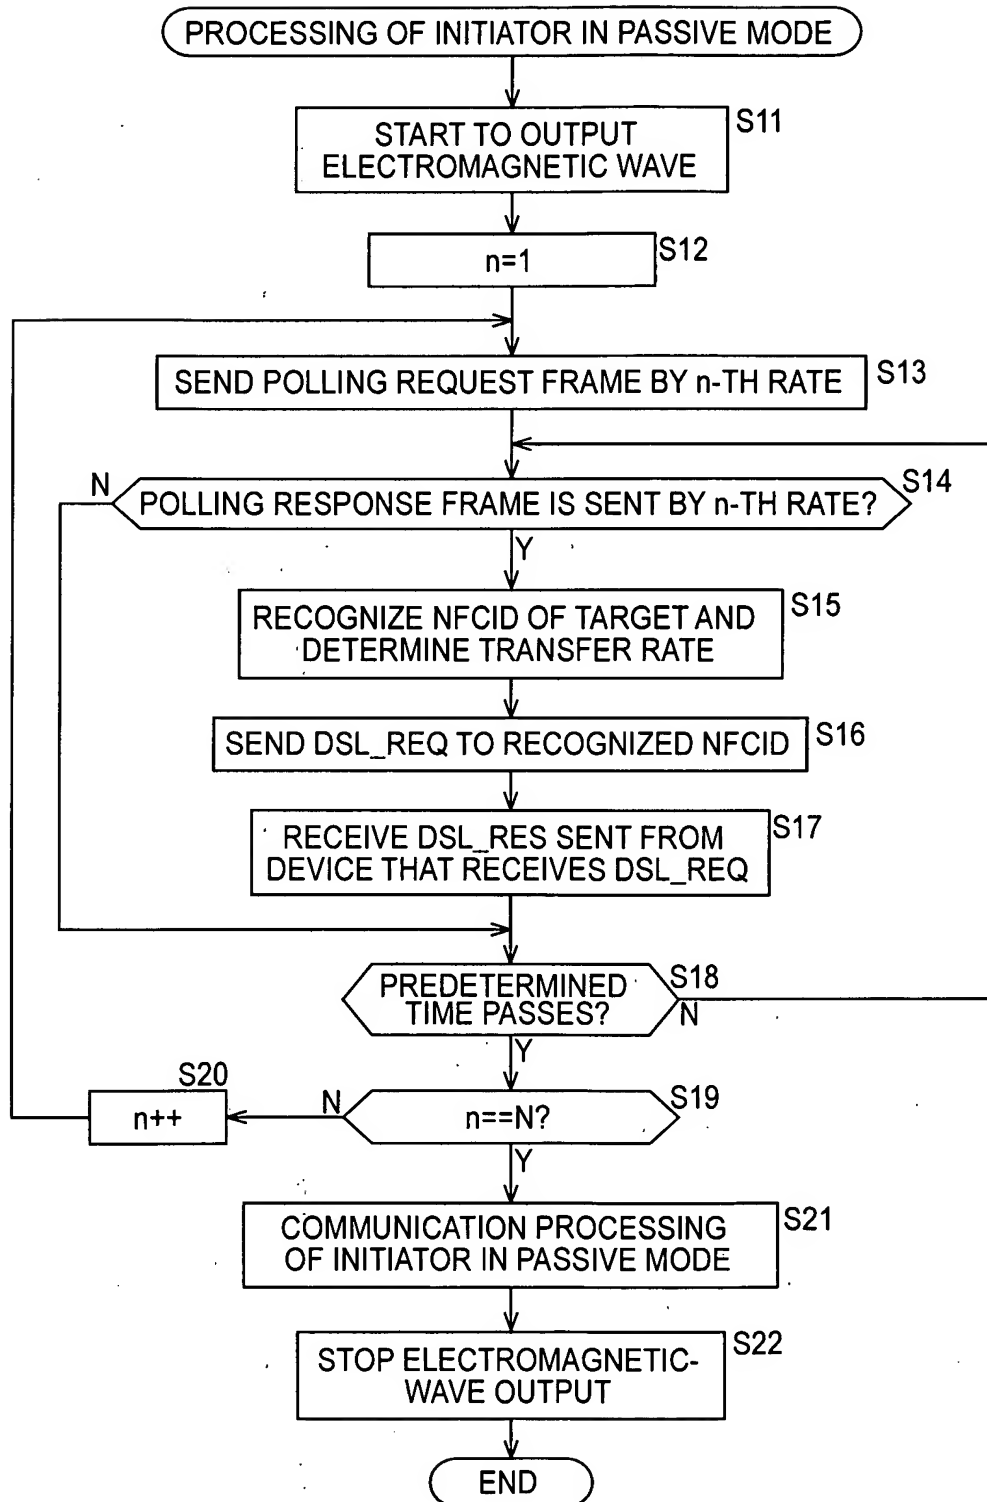 PROCESSING OF INITIATOR IN PASSIVE MODE
START TO OUTPUT
ELECTROMAGNETIC WAVE
S11
n=1
S12
SEND POLLING REQUEST FRAME BY n-TH RATE
S13
N
POLLING RESPONSE FRAME IS SENT BY n-TH RATE?
S14
Y
RECOGNIZE NFCID OF TARGET AND
DETERMINE TRANSFER RATE
S15
SEND DSL_REQ TO RECOGNIZED NFCID
S16
RECEIVE DSL_RES SENT FROM
DEVICE THAT RECEIVES DSL_REQ
S17
PREDETERMINED
TIME PASSES?
S18
N
Y
S20
n++
N
n==N?
S19
Y
COMMUNICATION PROCESSING
OF INITIATOR IN PASSIVE MODE
S21
STOP ELECTROMAGNETIC-
WAVE OUTPUT
S22
END